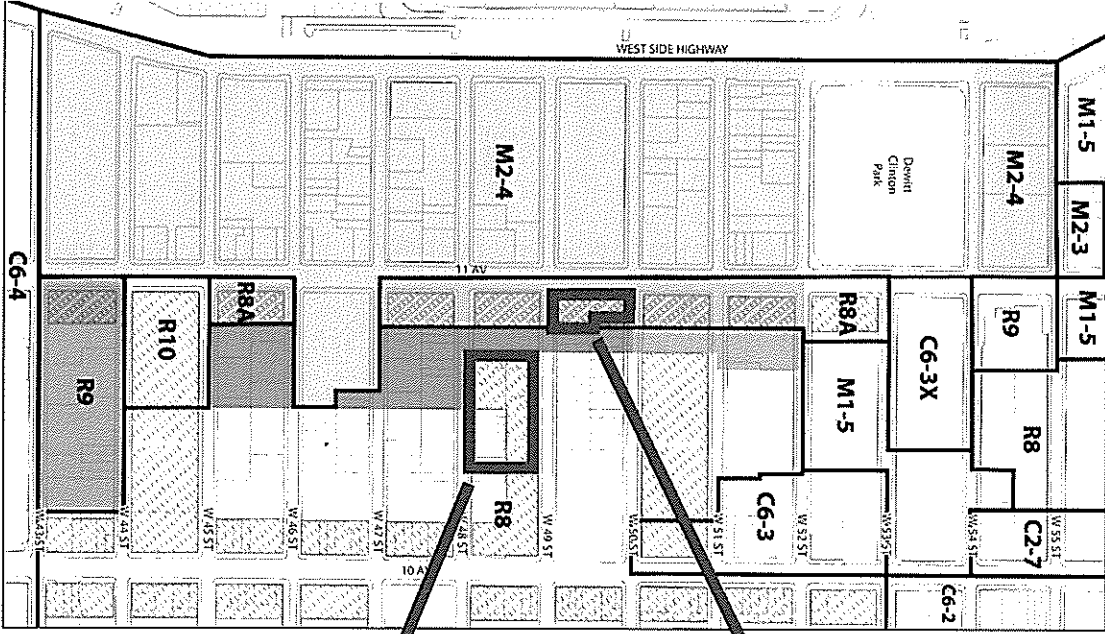 WEST SIDE HIGHWAY
M1-5
M2-4
M2-4
Dewitt
Clinton
Park
M2-3
C6-4
11 AV
R8A
R8A
R9
M1-5
R10
C6-3X
R9
M1-5
R8
R8
C6-3
C2-7
W 43 ST
W 44 ST
W 45 ST
W 46 ST
W 47 ST
W 48 ST
W 49 ST
W 50 ST
W 51 ST
W 52 ST
W 53 ST
W 54 ST
W 55 ST
10 AV
C6-2